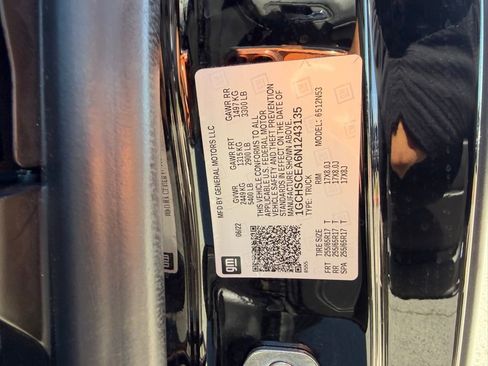 MFD BY GENERAL MOTORS LLC
06/22
GVWR
2449 KG
5400 LB
GAWR FRT
1315 KG
2900 LB
GAWR RR
1497 KG
3300 LB
gm
THIS VEHICLE CONFORMS TO ALL
APPLICABLE U.S. FEDERAL MOTOR
VEHICLE SAFETY AND THEFT PREVENTION
STANDARDS IN EFFECT ON THE DATE OF
MANUFACTURE SHOWN ABOVE.
1GCHSCEA6N1243135
TYPE: TRUCK
MODEL: 6512N53
TIRE SIZE
RIM
FRT 255/65R17 T 17X8.0J
RR 255/65R17 T 17X8.0J
SPA 255/65R17 T 17X8J